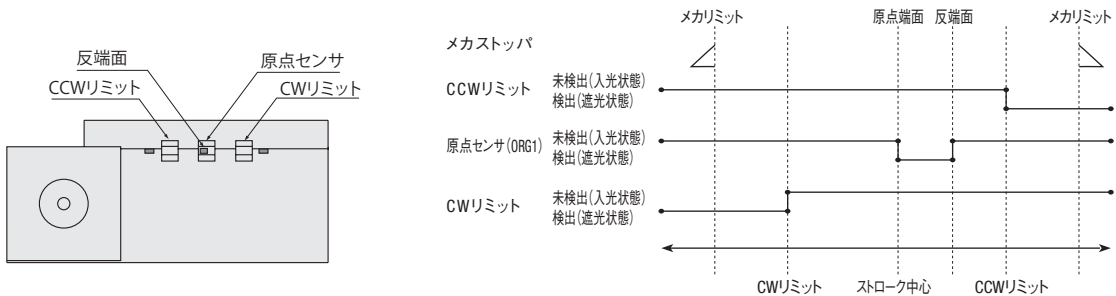 反端面
原点センサ
CCWリミット
CWリミット
メカリミット
原点端面
反端面
メカリミット
メカストッパ
CCWリミット
未検出(入光状態)
検出(遮光状態)
原点センサ(ORG1)
未検出(入光状態)
検出(遮光状態)
CWリミット
未検出(入光状態)
検出(遮光状態)
CWリミット
ストローク中心
CCWリミット